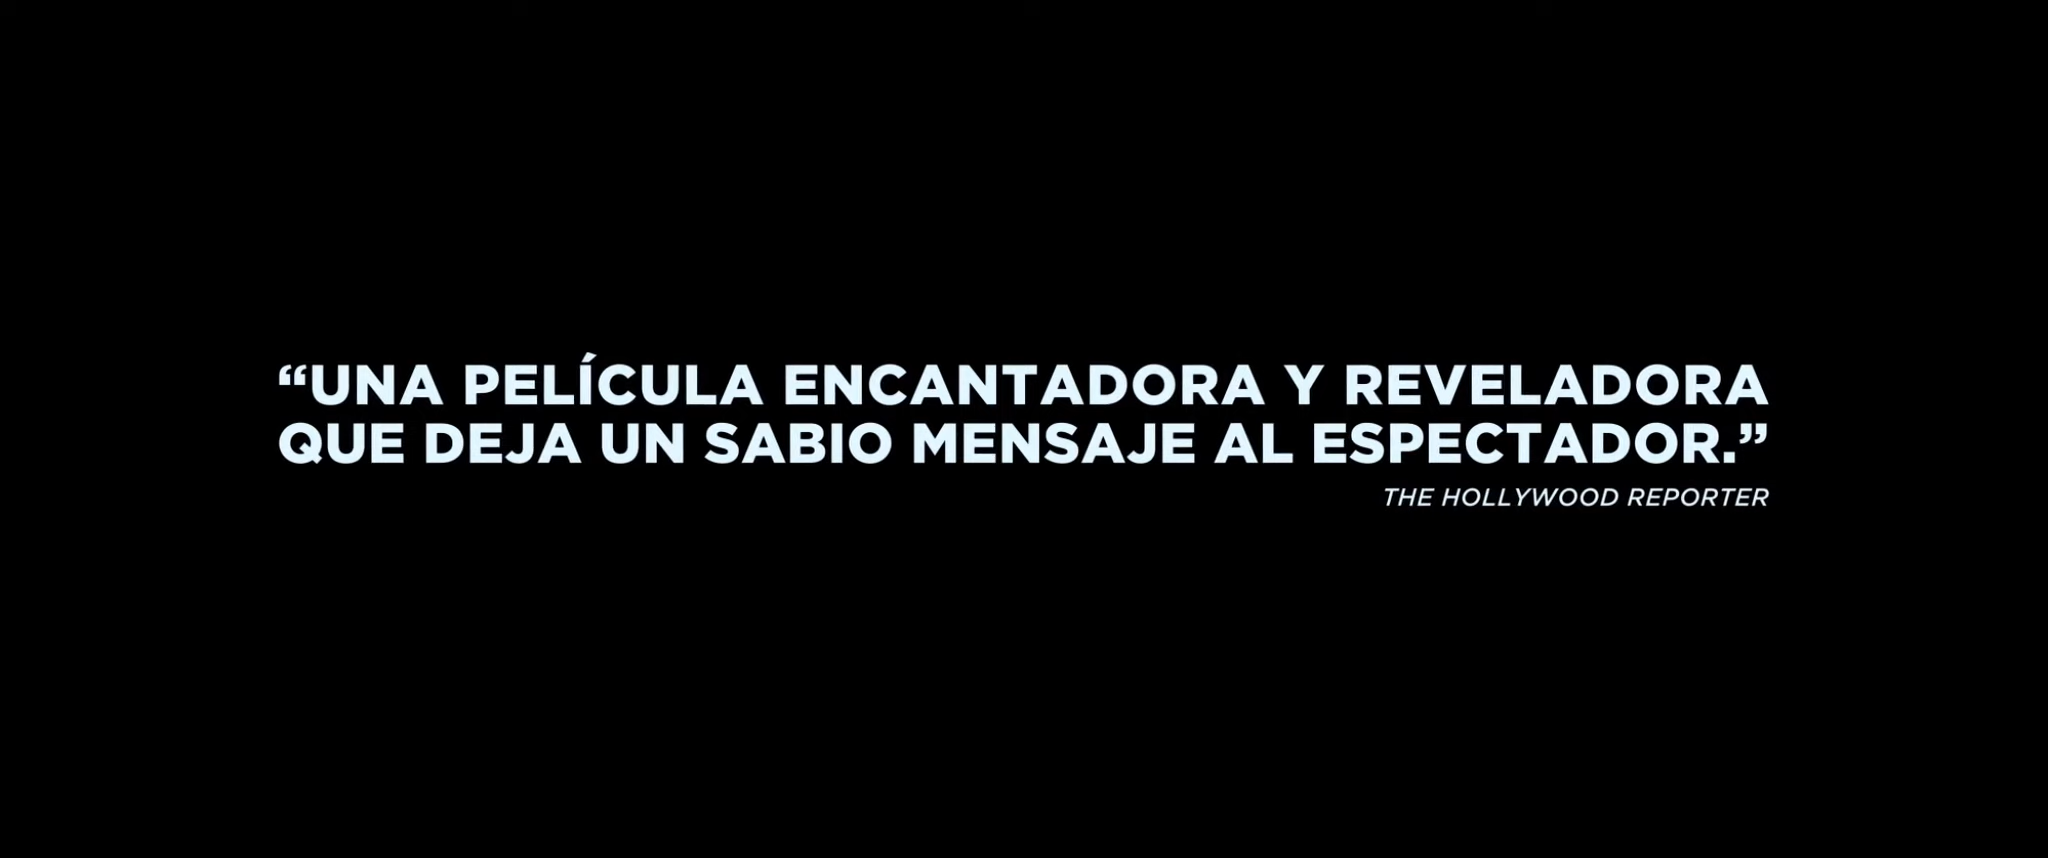 “UNA PELÍCULA ENCANTADORA Y REVELADORA
QUE DEJA UN SABIO MENSAJE AL ESPECTADOR.”
THE HOLLYWOOD REPORTER